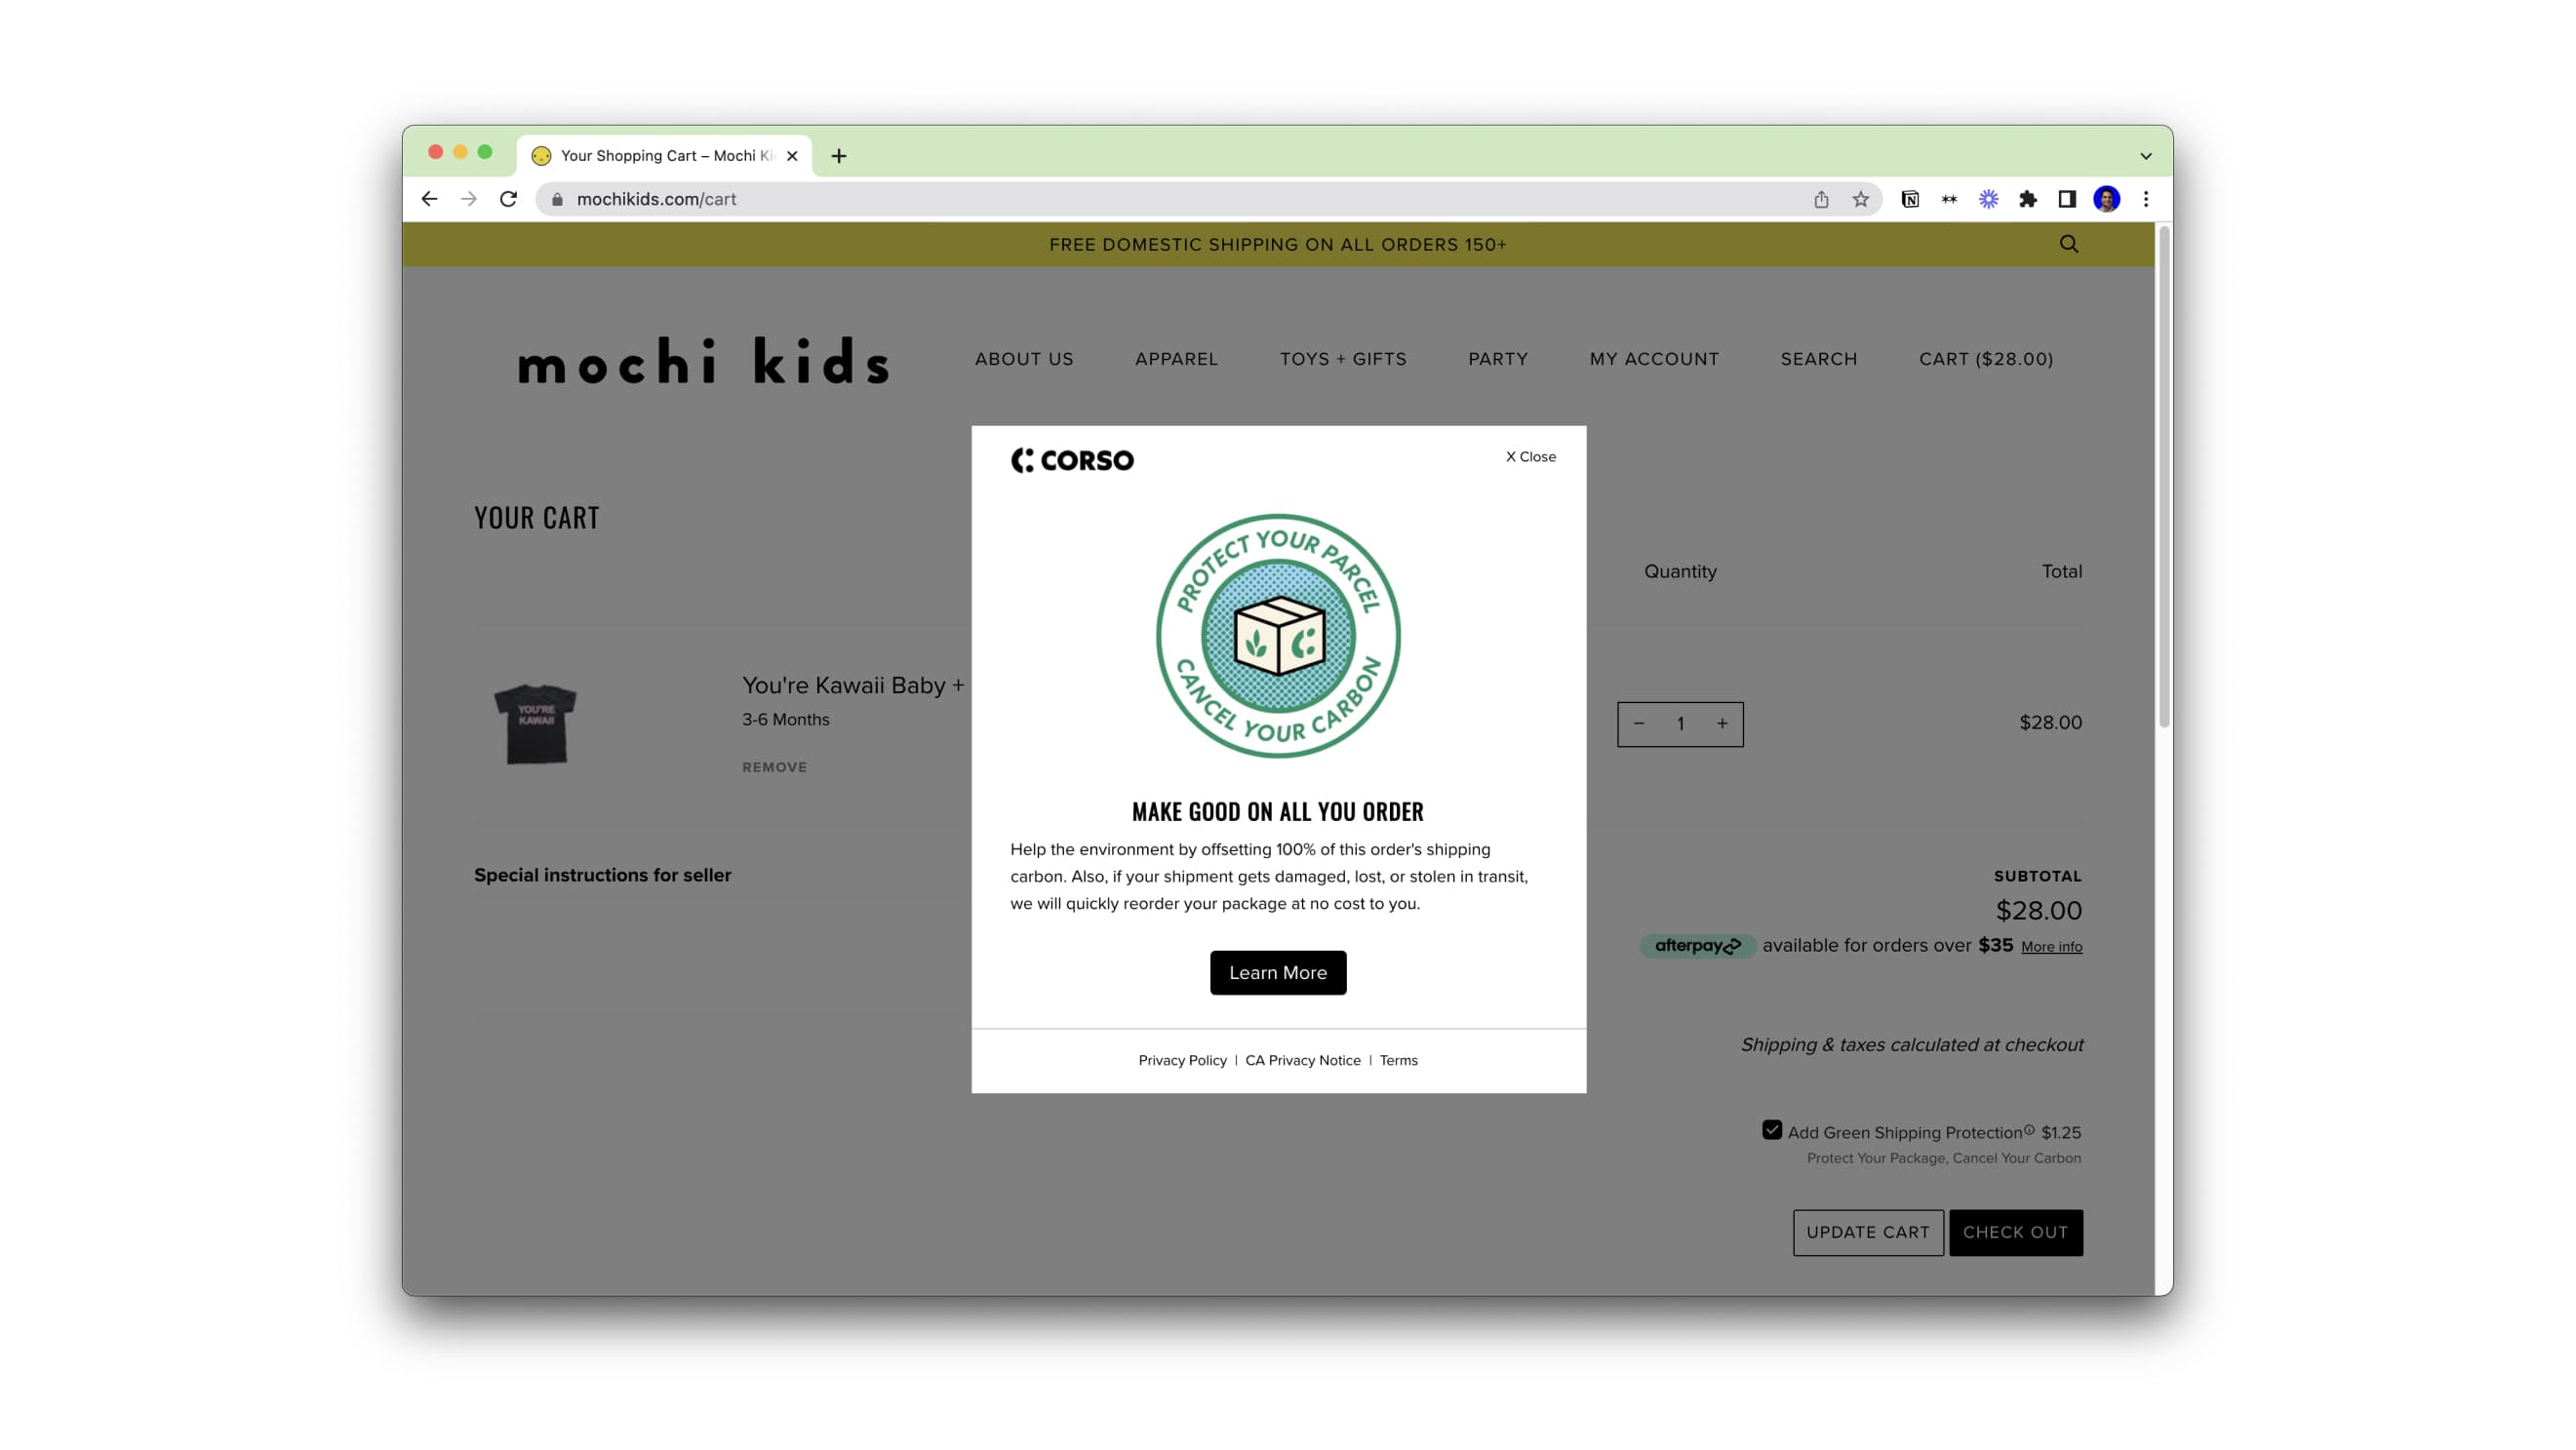 Your Shopping Cart – Mochi Ki
mochikids.com/cart
FREE DOMESTIC SHIPPING ON ALL ORDERS 150+
mochi kids
ABOUT US
APPAREL
TOYS + GIFTS
PARTY
MY ACCOUNT
SEARCH
CART ($28.00)
CORSO
X Close
PROTECT YOUR PARCEL
CANCEL YOUR CARBON
MAKE GOOD ON ALL YOU ORDER
Help the environment by offsetting 100% of this order's shipping
carbon. Also, if your shipment gets damaged, lost, or stolen in transit,
we will quickly reorder your package at no cost to you.
Learn More
Privacy Policy | CA Privacy Notice | Terms
YOUR CART
Quantity
Total
YOU'RE
KAWAII
You're Kawaii Baby +
3-6 Months
REMOVE
− 1 +
$28.00
Special instructions for seller
SUBTOTAL
$28.00
afterpay available for orders over $35 More info
Shipping & taxes calculated at checkout
Add Green Shipping Protection $1.25
Protect Your Package, Cancel Your Carbon
UPDATE CART
CHECK OUT